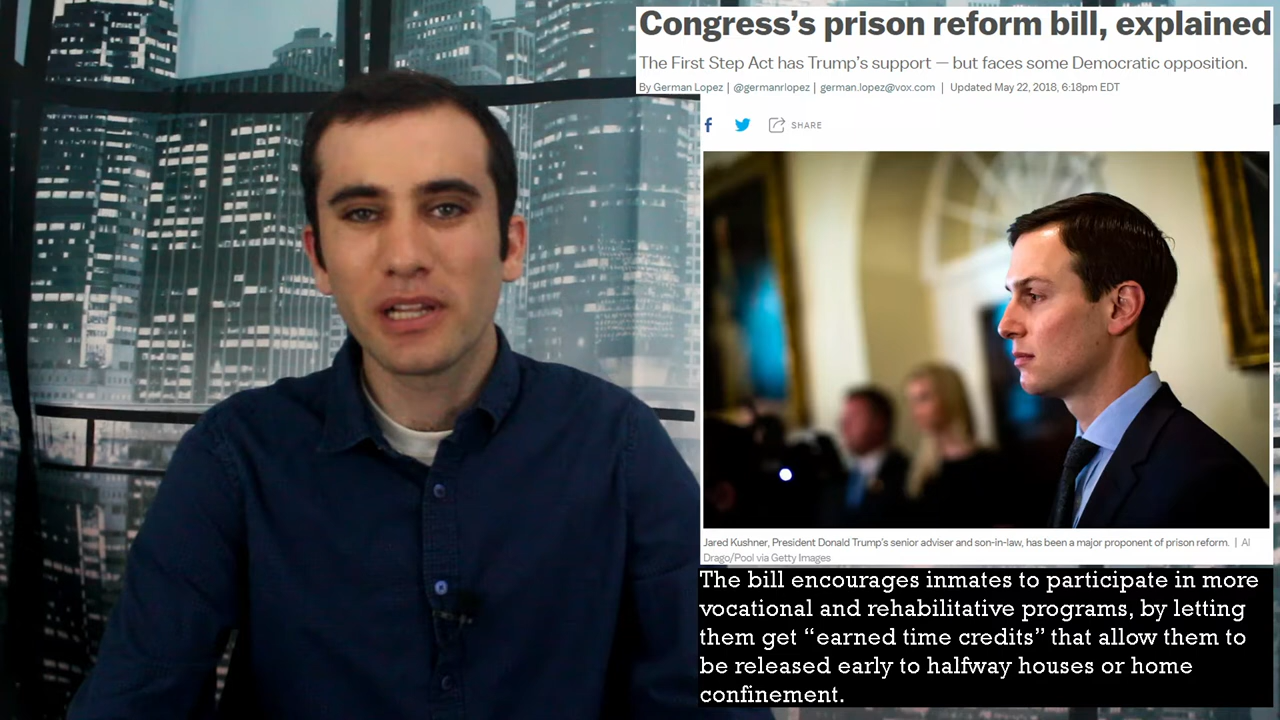 Congress’s prison reform bill, explained
The First Step Act has Trump’s support — but faces some Democratic opposition.
By German Lopez | @germanrlopez | german.lopez@vox.com | Updated May 22, 2018, 6:18pm EDT
SHARE
Jared Kushner, President Donald Trump’s senior adviser and son-in-law, has been a major proponent of prison reform. | Al
Drago/Pool via Getty Images
The bill encourages inmates to participate in more
vocational and rehabilitative programs, by letting
them get “earned time credits” that allow them to
be released early to halfway houses or home
confinement.